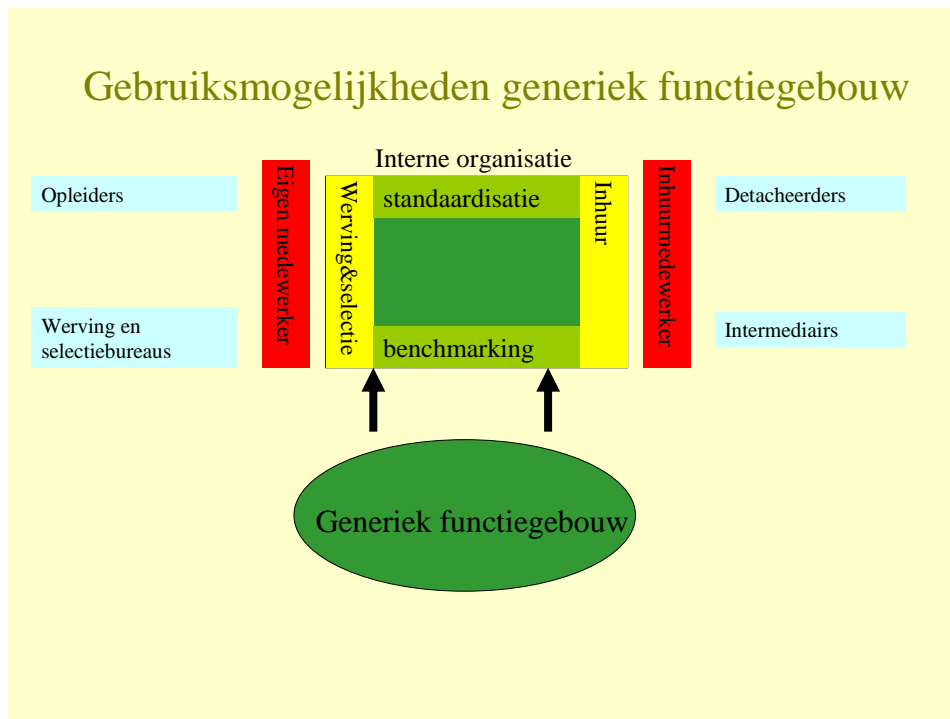 Gebruiksmogelijkheden generiek functiegebouw
Interne organisatie
Opleiders
Werving en
selectiebureaus
Eigen medewerker
Werving&selectie
standaardisatie
benchmarking
Inhuur
Inhuurmedewerker
Detacheerders
Intermediairs
Generiek functiegebouw